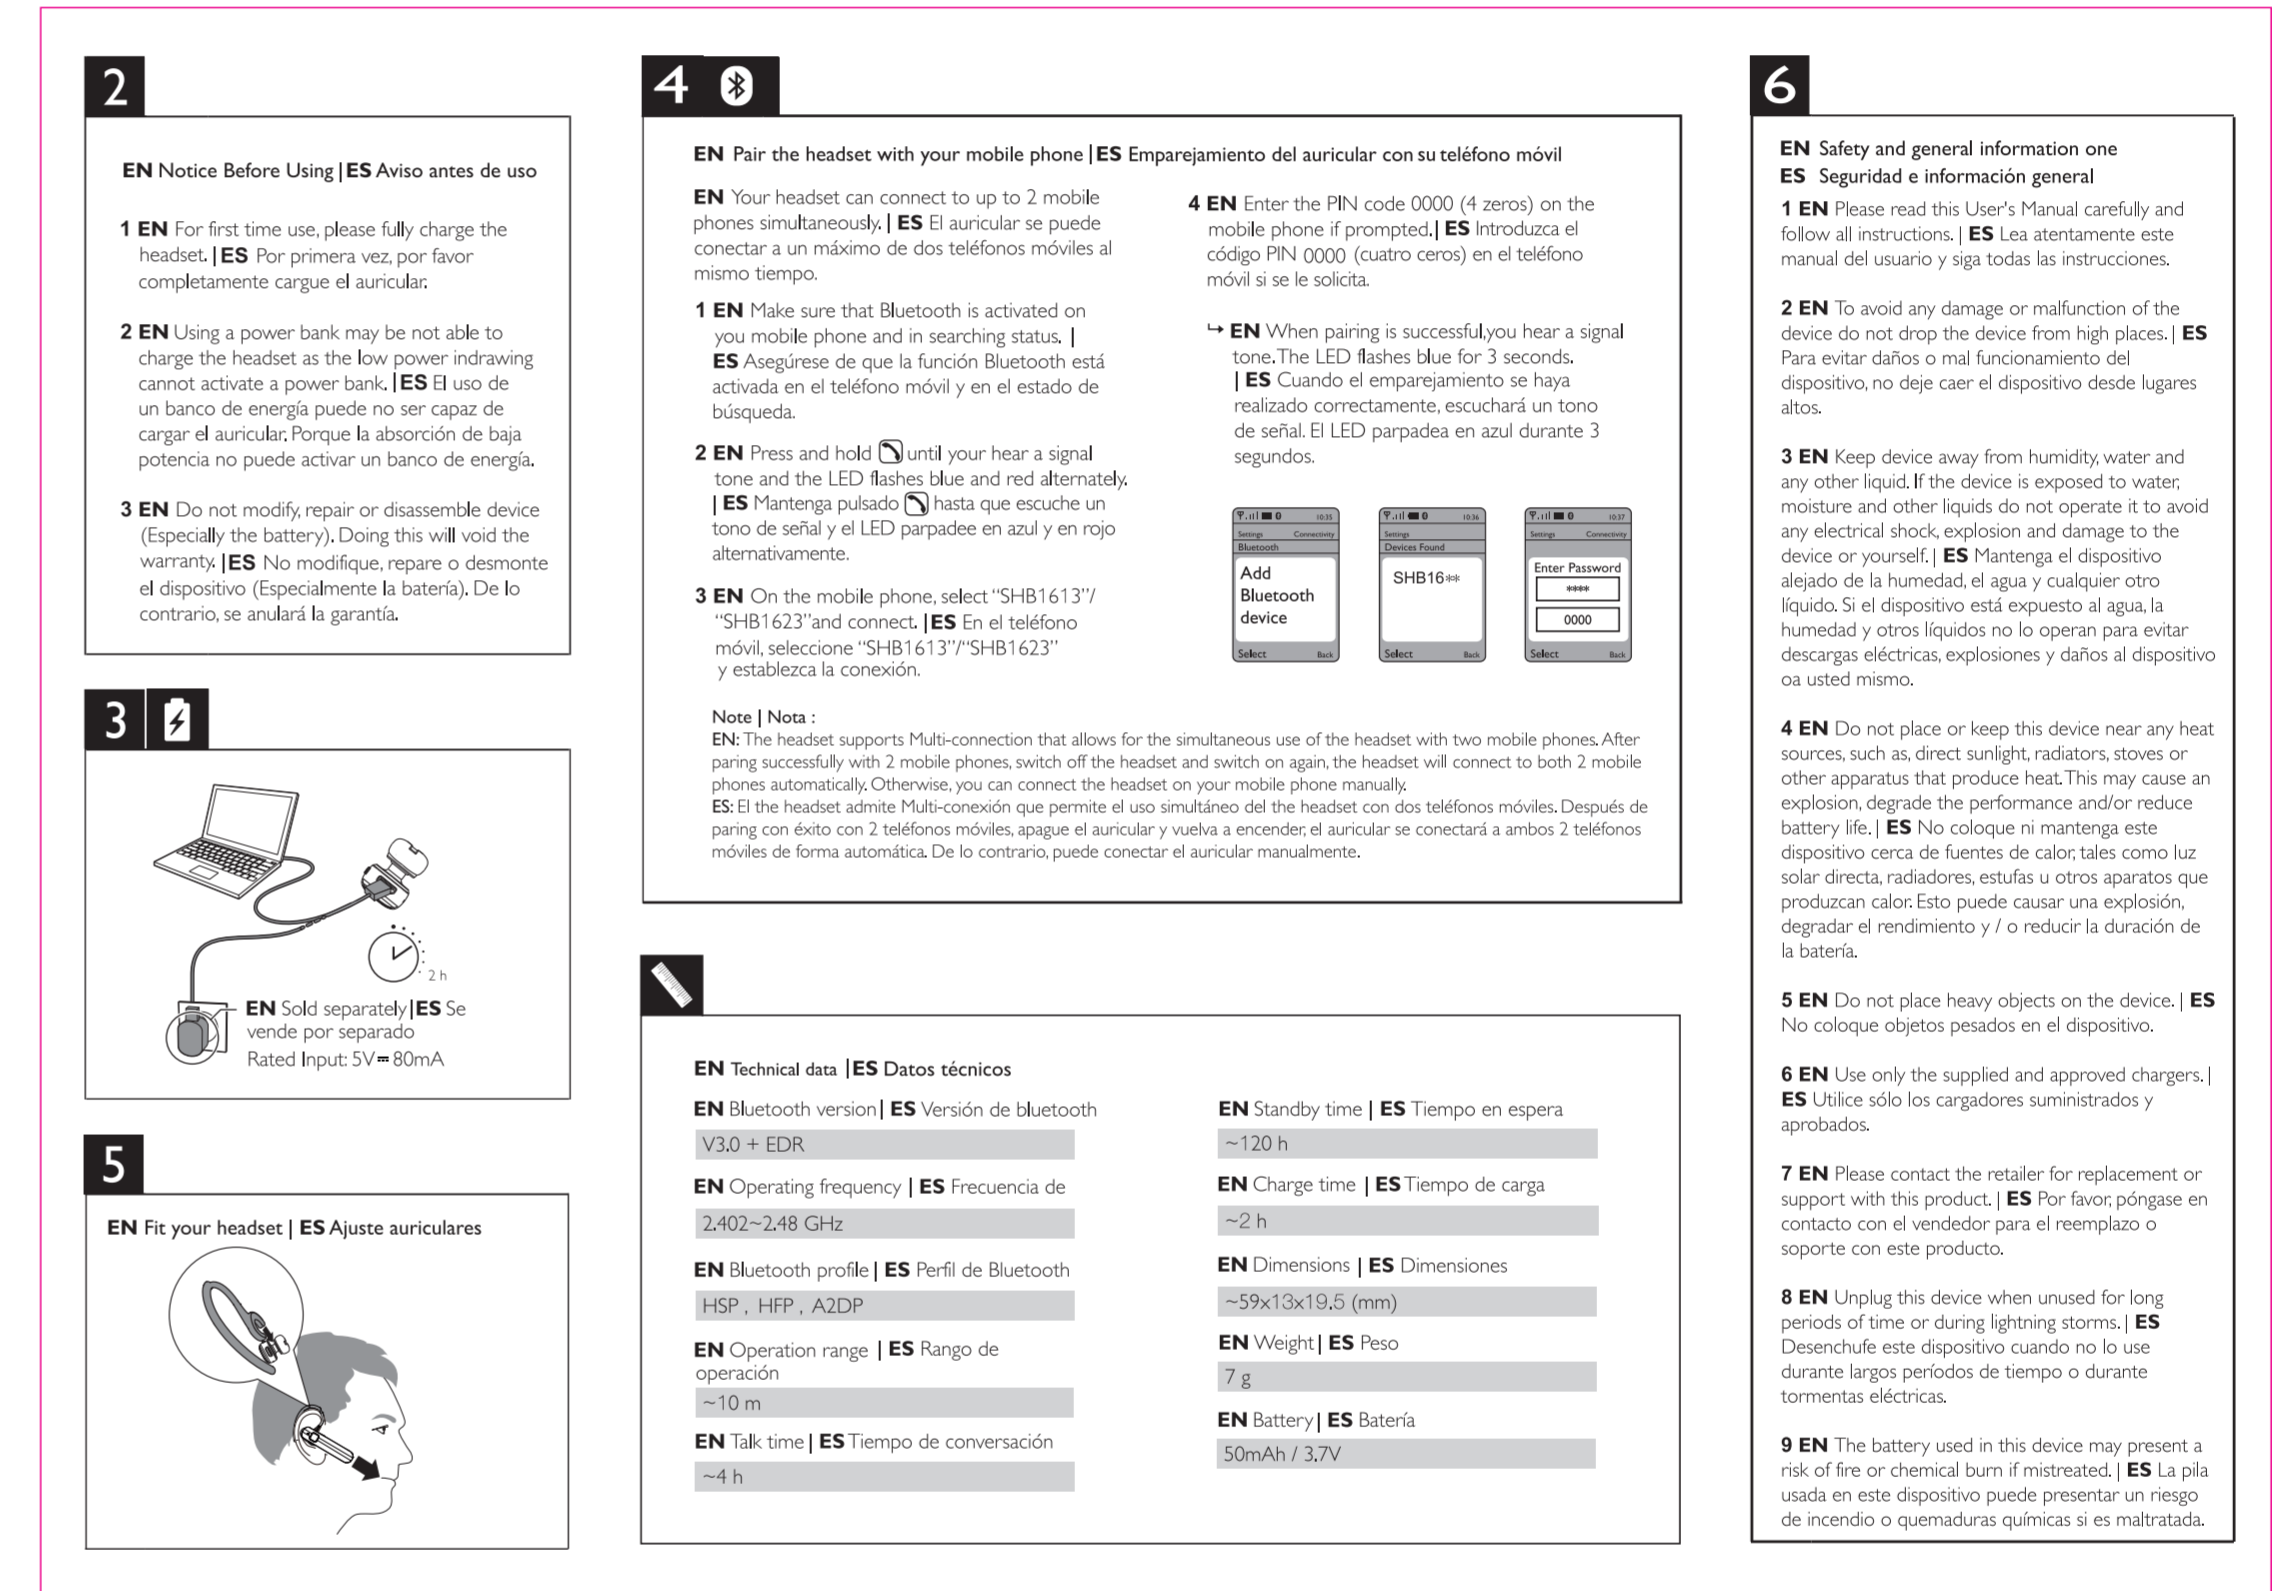 2
EN Notice Before Using | ES Aviso antes de uso
1 EN For first time use, please fully charge the
headset. | ES Por primera vez, por favor
completamente cargue el auricular.
2 EN Using a power bank may be not able to
charge the headset as the low power indrawing
cannot activate a power bank. | ES El uso de
un banco de energía puede no ser capaz de
cargar el auricular. Porque la absorción de baja
potencia no puede activar un banco de energía.
3 EN Do not modify, repair or disassemble device
(Especially the battery). Doing this will void the
warranty. | ES No modifique, repare o desmonte
el dispositivo (Especialmente la batería). De lo
contrario, se anulará la garantía.
3
2 h
EN Sold separately | ES Se
vende por separado
Rated Input: 5V⎓80mA
5
EN Fit your headset | ES Ajuste auriculares
4
EN Pair the headset with your mobile phone | ES Emparejamiento del auricular con su teléfono móvil
EN Your headset can connect to up to 2 mobile
phones simultaneously. | ES El auricular se puede
conectar a un máximo de dos teléfonos móviles al
mismo tiempo.
1 EN Make sure that Bluetooth is activated on
you mobile phone and in searching status. |
ES Asegúrese de que la función Bluetooth está
activada en el teléfono móvil y en el estado de
búsqueda.
2 EN Press and hold until your hear a signal
tone and the LED flashes blue and red alternately.
| ES Mantenga pulsado hasta que escuche un
tono de señal y el LED parpadee en azul y en rojo
alternativamente.
3 EN On the mobile phone, select “SHB1613”/
“SHB1623”and connect. | ES En el teléfono
móvil, seleccione “SHB1613”/“SHB1623”
y establezca la conexión.
4 EN Enter the PIN code 0000 (4 zeros) on the
mobile phone if prompted. | ES Introduzca el
código PIN 0000 (cuatro ceros) en el teléfono
móvil si se le solicita.
↪ EN When pairing is successful,you hear a signal
tone. The LED flashes blue for 3 seconds.
| ES Cuando el emparejamiento se haya
realizado correctamente, escuchará un tono
de señal. El LED parpadea en azul durante 3
segundos.
10:35
Settings Connectivity
Bluetooth
Add
Bluetooth
device
Select Back
10:36
Settings
Devices Found
SHB16**
Select Back
10:37
Settings Connectivity
Enter Password
****
0000
Select Back
Note | Nota :
EN: The headset supports Multi-connection that allows for the simultaneous use of the headset with two mobile phones. After
paring successfully with 2 mobile phones, switch off the headset and switch on again, the headset will connect to both 2 mobile
phones automatically. Otherwise, you can connect the headset on your mobile phone manually.
ES: El the headset admite Multi-conexión que permite el uso simultáneo del the headset con dos teléfonos móviles. Después de
paring con éxito con 2 teléfonos móviles, apague el auricular y vuelva a encender, el auricular se conectará a ambos 2 teléfonos
móviles de forma automática. De lo contrario, puede conectar el auricular manualmente.
EN Technical data | ES Datos técnicos
EN Bluetooth version | ES Versión de bluetooth
V3.0 + EDR
EN Operating frequency | ES Frecuencia de
2.402~2.48 GHz
EN Bluetooth profile | ES Perfil de Bluetooth
HSP , HFP , A2DP
EN Operation range | ES Rango de
operación
~10 m
EN Talk time | ES Tiempo de conversación
~4 h
EN Standby time | ES Tiempo en espera
~120 h
EN Charge time | ES Tiempo de carga
~2 h
EN Dimensions | ES Dimensiones
~59x13x19.5 (mm)
EN Weight | ES Peso
7 g
EN Battery | ES Batería
50mAh / 3.7V
6
EN Safety and general information one
ES Seguridad e información general
1 EN Please read this User's Manual carefully and
follow all instructions. | ES Lea atentamente este
manual del usuario y siga todas las instrucciones.
2 EN To avoid any damage or malfunction of the
device do not drop the device from high places. | ES
Para evitar daños o mal funcionamiento del
dispositivo, no deje caer el dispositivo desde lugares
altos.
3 EN Keep device away from humidity, water and
any other liquid. If the device is exposed to water,
moisture and other liquids do not operate it to avoid
any electrical shock, explosion and damage to the
device or yourself. | ES Mantenga el dispositivo
alejado de la humedad, el agua y cualquier otro
líquido. Si el dispositivo está expuesto al agua, la
humedad y otros líquidos no lo operan para evitar
descargas eléctricas, explosiones y daños al dispositivo
oa usted mismo.
4 EN Do not place or keep this device near any heat
sources, such as, direct sunlight, radiators, stoves or
other apparatus that produce heat. This may cause an
explosion, degrade the performance and/or reduce
battery life. | ES No coloque ni mantenga este
dispositivo cerca de fuentes de calor, tales como luz
solar directa, radiadores, estufas u otros aparatos que
produzcan calor. Esto puede causar una explosión,
degradar el rendimiento y / o reducir la duración de
la batería.
5 EN Do not place heavy objects on the device. | ES
No coloque objetos pesados en el dispositivo.
6 EN Use only the supplied and approved chargers. |
ES Utilice sólo los cargadores suministrados y
aprobados.
7 EN Please contact the retailer for replacement or
support with this product. | ES Por favor, póngase en
contacto con el vendedor para el reemplazo o
soporte con este producto.
8 EN Unplug this device when unused for long
periods of time or during lightning storms. | ES
Desenchufe este dispositivo cuando no lo use
durante largos períodos de tiempo o durante
tormentas eléctricas.
9 EN The battery used in this device may present a
risk of fire or chemical burn if mistreated. | ES La pila
usada en este dispositivo puede presentar un riesgo
de incendio o quemaduras químicas si es maltratada.